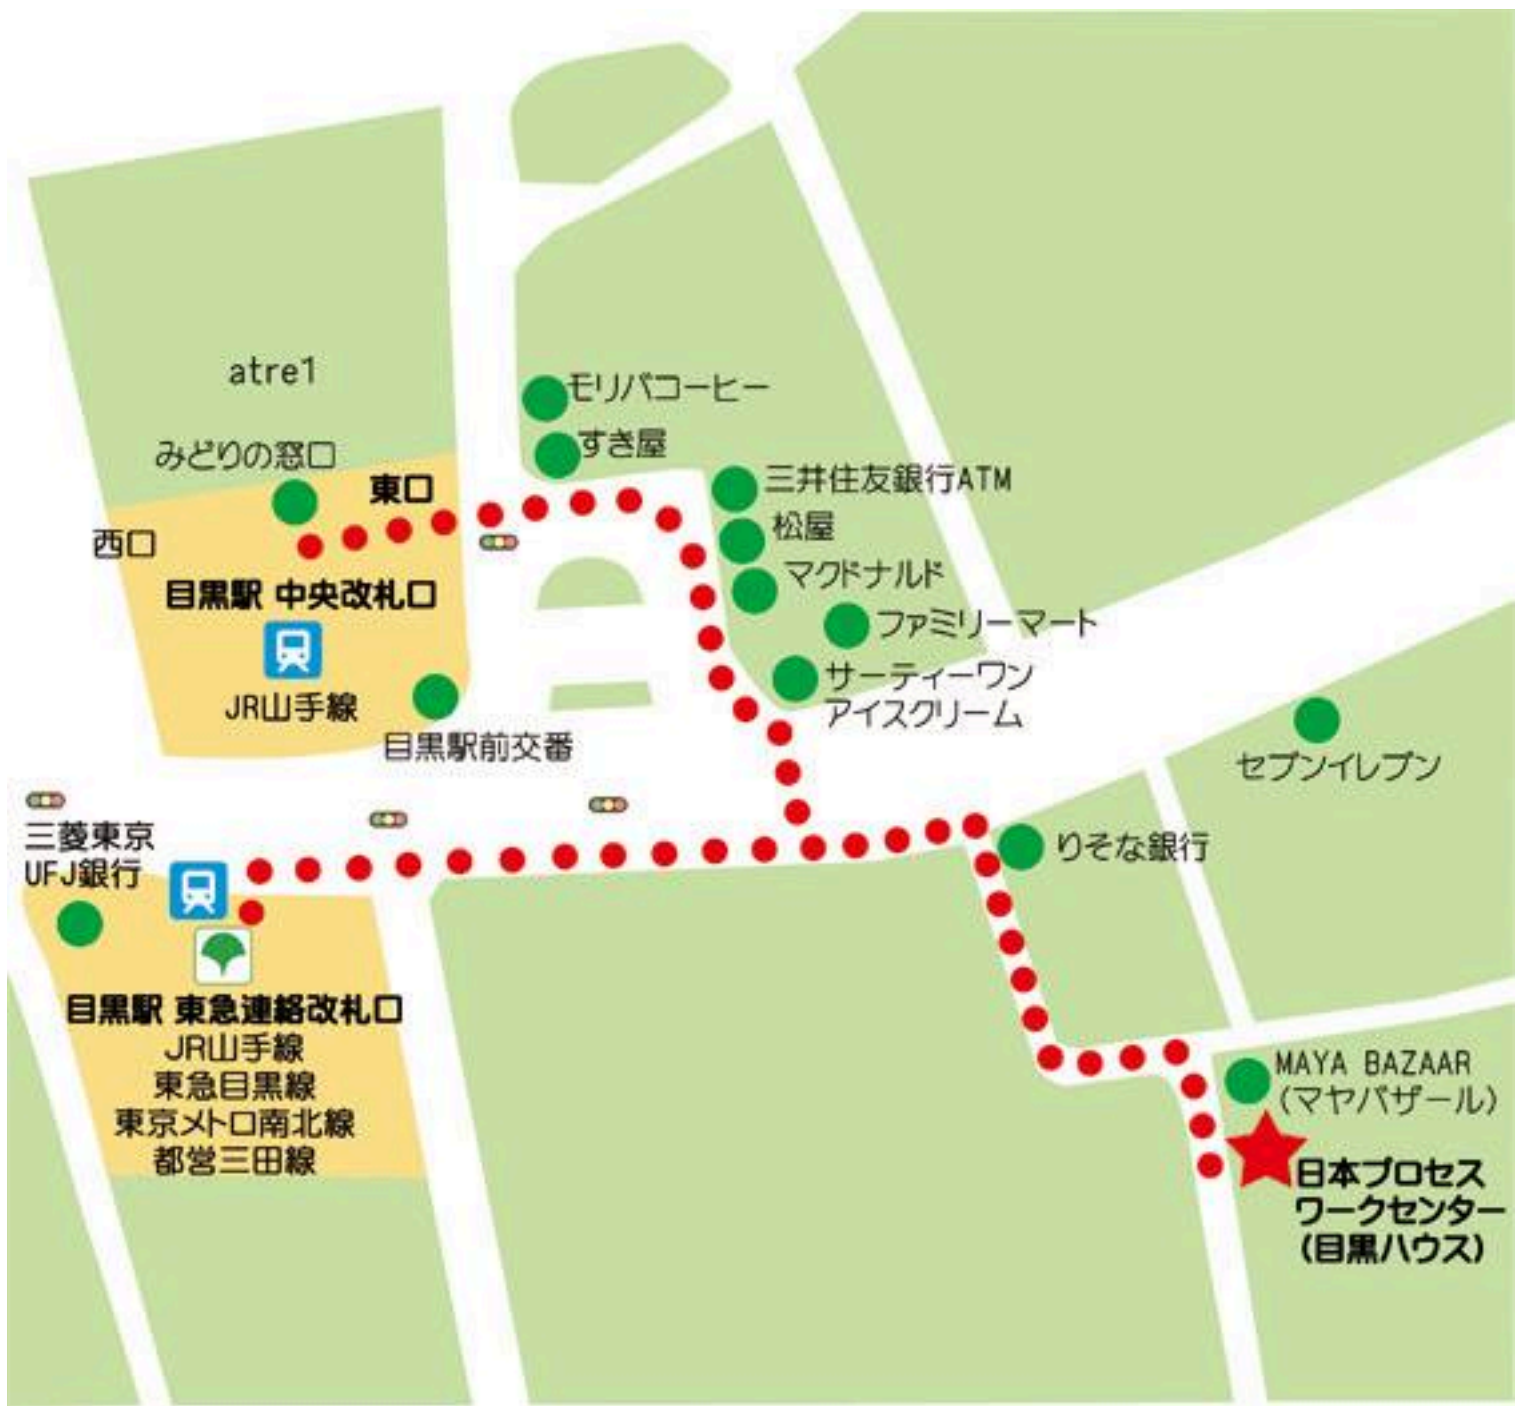 atre1
モリバコーヒー
みどりの窓口
すき屋
東口
三井住友銀行ATM
西口
松屋
マクドナルド
目黒駅 中央改札口
ファミリーマート
JR山手線
サーティーワン
アイスクリーム
目黒駅前交番
セブンイレブン
三菱東京
UFJ銀行
りそな銀行
目黒駅 東急連絡改札口
JR山手線
東急目黒線
東京メトロ南北線
都営三田線
MAYA BAZAAR
(マヤバザール)
日本プロセス
ワークセンター
(目黒ハウス)